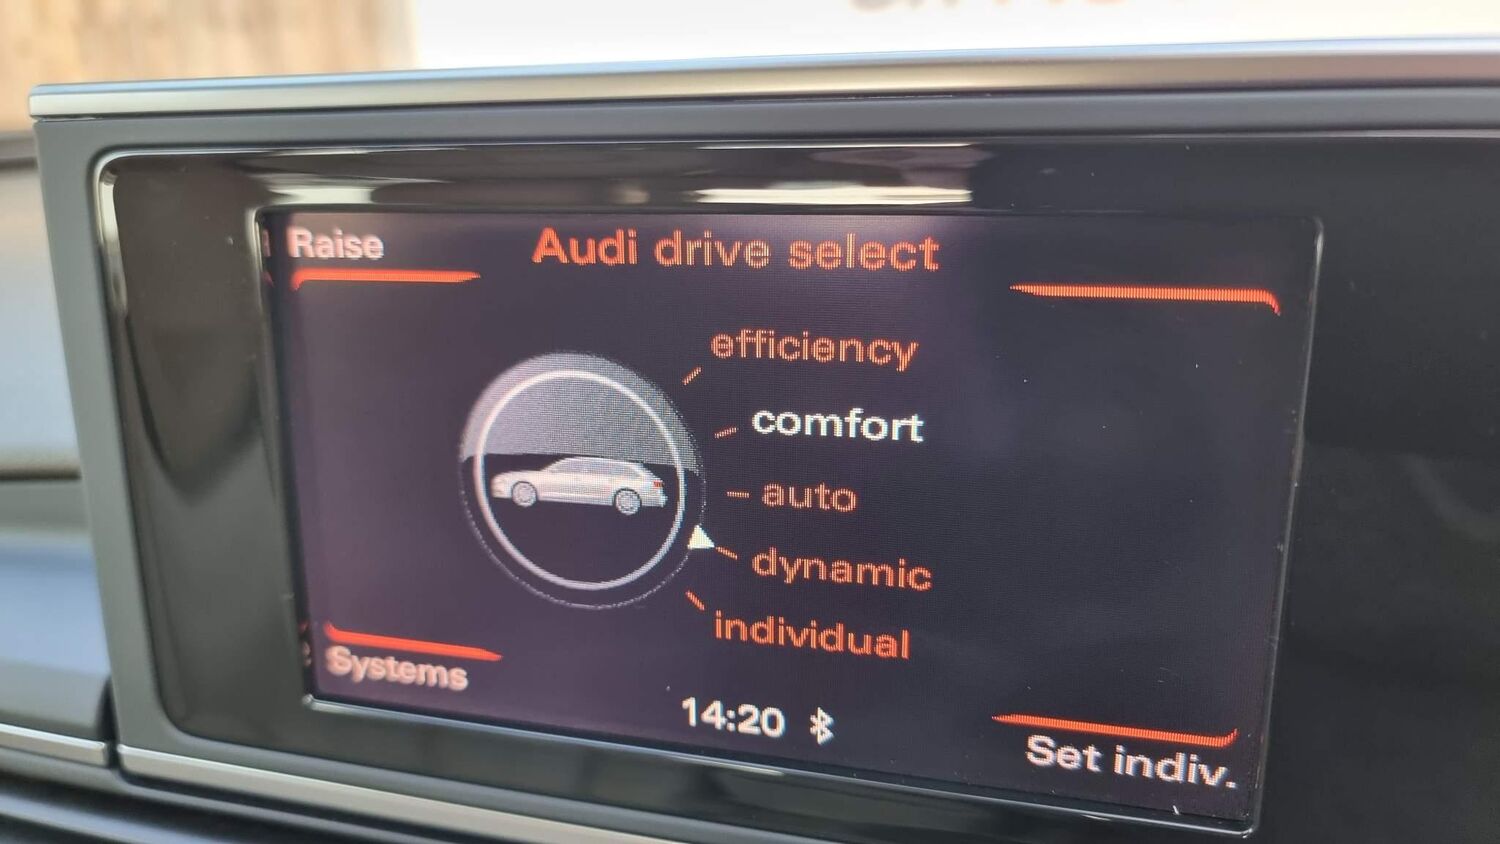 Raise
Audi drive select
efficiency
comfort
auto
dynamic
individual
Systems
14:20
Set indiv.